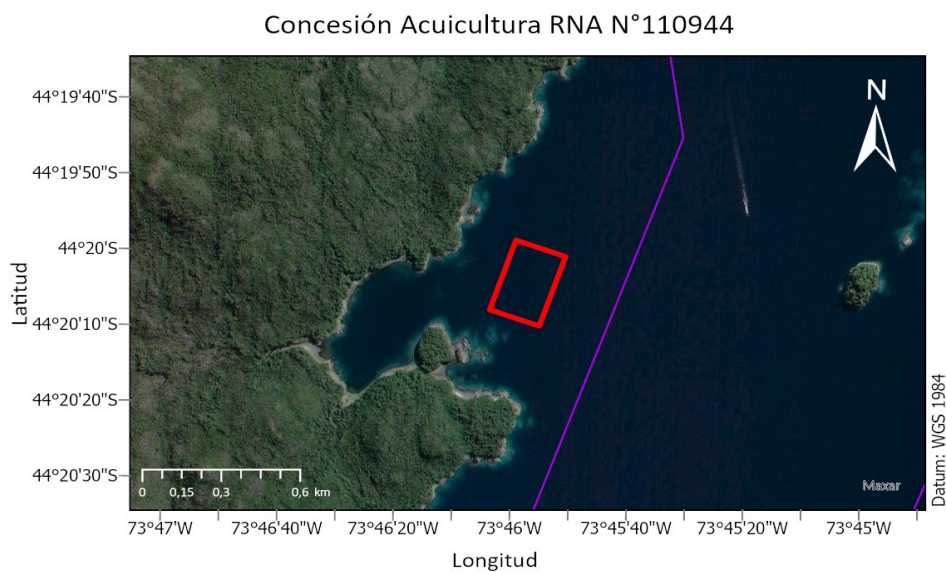 Concesión Acuicultura RNA N°110944
N
44°19'40"S
44°19'50"S
44°20'S
44°20'10"S
44°20'20"S
44°20'30"S
Latitud
0 0,15 0,3 0,6 km
Maxar
Datum: WGS 1984
73°47'W 73°46'40"W 73°46'20"W 73°46'W 73°45'40"W 73°45'20"W 73°45'W
Longitud